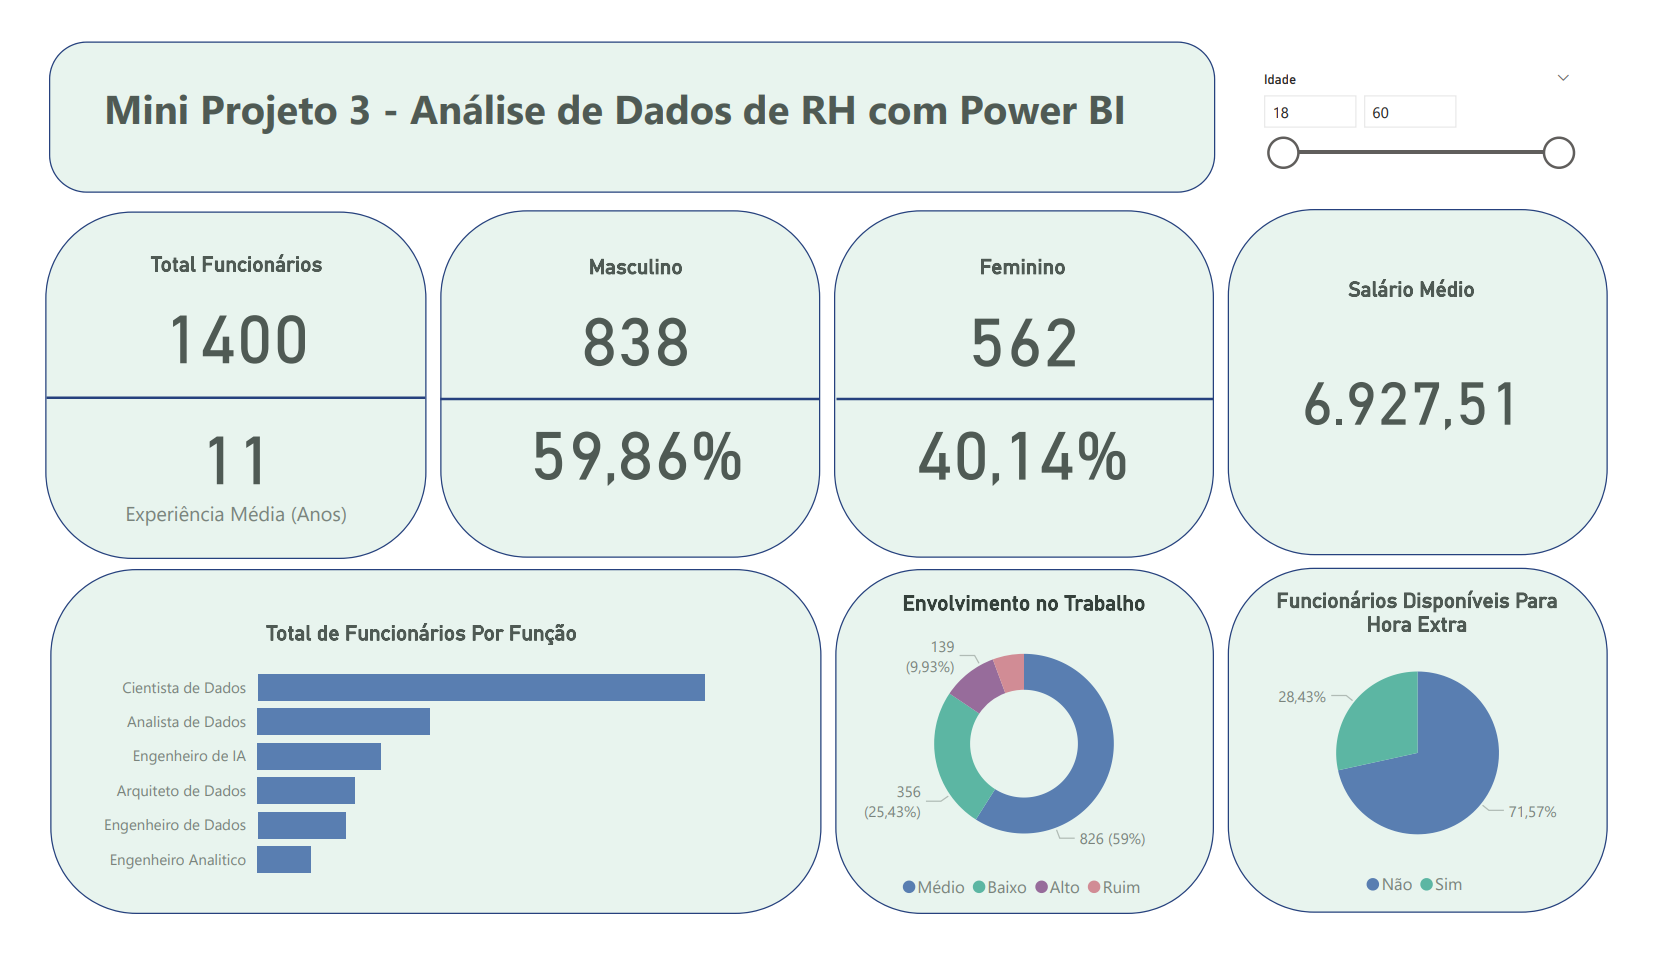 Mini Projeto 3 - Análise de Dados de RH com Power BI
Idade
18
60
Total Funcionários
1400
11
Experiência Média (Anos)
Masculino
838
59,86%
Feminino
562
40,14%
Salário Médio
6.927,51
Total de Funcionários Por Função
Cientista de Dados
Analista de Dados
Engenheiro de IA
Arquiteto de Dados
Engenheiro de Dados
Engenheiro Analitico
Envolvimento no Trabalho
139
(9,93%)
356
(25,43%)
826 (59%)
Médio Baixo Alto Ruim
Funcionários Disponíveis Para
Hora Extra
28,43%
71,57%
Não Sim